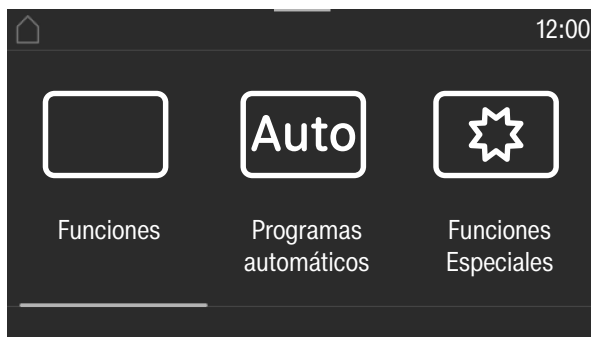 12:00
Auto
Funciones
Programas
automáticos
Funciones
Especiales